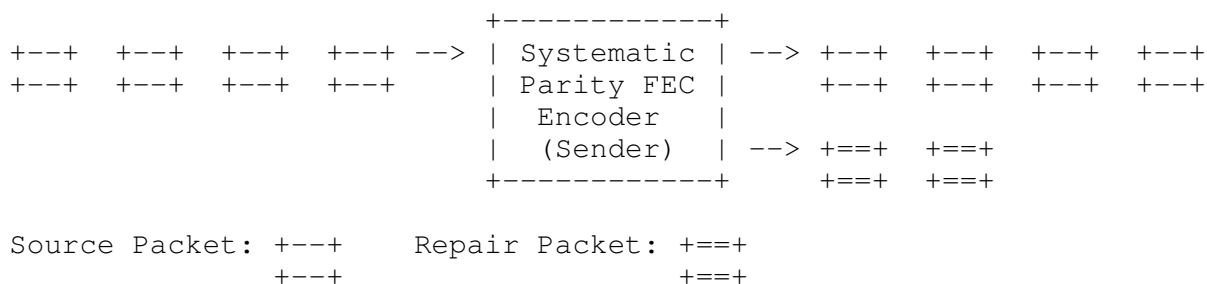 +------------+
+--+  +--+  +--+  +--+ -->  | Systematic | --> +--+  +--+  +--+  +--+
+--+  +--+  +--+  +--+      | Parity FEC |     +--+  +--+  +--+  +--+
                            |  Encoder   |
                            |  (Sender)  | --> +==+  +==+
                            +------------+     +==+  +==+

Source Packet: +--+    Repair Packet: +==+
               +--+                   +==+